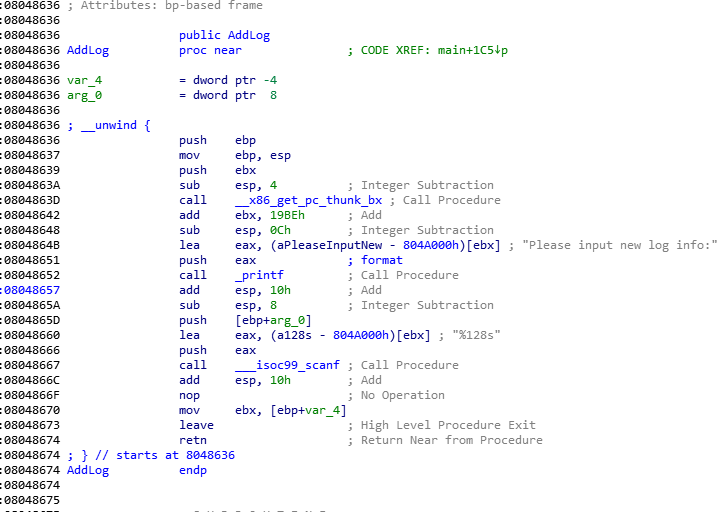 :08048636 ; Attributes: bp-based frame
:08048636
:08048636 public AddLog
:08048636 AddLog proc near ; CODE XREF: main+1C5↓p
:08048636
:08048636 var_4 = dword ptr -4
:08048636 arg_0 = dword ptr 8
:08048636
:08048636 ; __unwind {
:08048636 push ebp
:08048637 mov ebp, esp
:08048639 push ebx
:0804863A sub esp, 4 ; Integer Subtraction
:0804863D call __x86_get_pc_thunk_bx ; Call Procedure
:08048642 add ebx, 19BEh ; Add
:08048648 sub esp, 0Ch ; Integer Subtraction
:0804864B lea eax, (aPleaseInputNew - 804A000h)[ebx] ; "Please input new log info:"
:08048651 push eax ; format
:08048652 call _printf ; Call Procedure
:08048657 add esp, 10h ; Add
:0804865A sub esp, 8 ; Integer Subtraction
:0804865D push [ebp+arg_0]
:08048660 lea eax, (a128s - 804A000h)[ebx] ; "%128s"
:08048666 push eax
:08048667 call ___isoc99_scanf ; Call Procedure
:0804866C add esp, 10h ; Add
:0804866F nop ; No Operation
:08048670 mov ebx, [ebp+var_4]
:08048673 leave ; High Level Procedure Exit
:08048674 retn ; Return Near from Procedure
:08048674 ; } // starts at 8048636
:08048674 AddLog endp
:08048674
:08048675